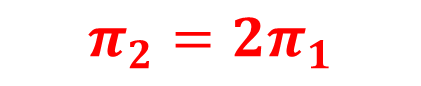 π₂ = 2π₁